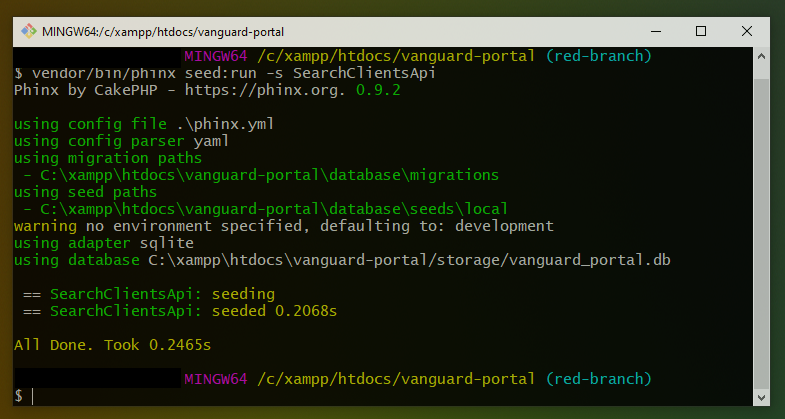 MINGW64:/c/xampp/htdocs/vanguard-portal
MINGW64 /c/xampp/htdocs/vanguard-portal (red-branch)
$ vendor/bin/phinx seed:run -s SearchClientsApi
Phinx by CakePHP - https://phinx.org. 0.9.2
using config file .\phinx.yml
using config parser yaml
using migration paths
- C:\xampp\htdocs\vanguard-portal\database\migrations
using seed paths
- C:\xampp\htdocs\vanguard-portal\database\seeds\local
warning no environment specified, defaulting to: development
using adapter sqlite
using database C:\xampp\htdocs\vanguard-portal/storage/vanguard_portal.db
== SearchClientsApi: seeding
== SearchClientsApi: seeded 0.2068s
All Done. Took 0.2465s
MINGW64 /c/xampp/htdocs/vanguard-portal (red-branch)
$